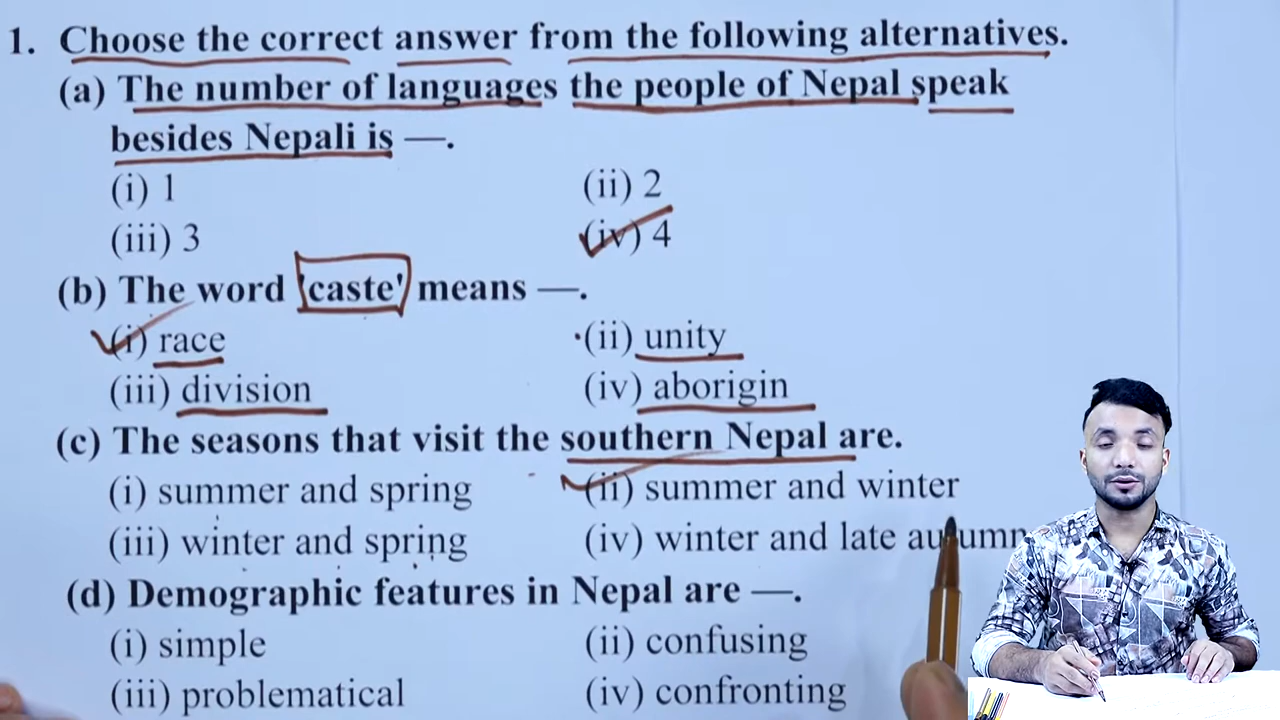 1. Choose the correct answer from the following alternatives.
(a) The number of languages the people of Nepal speak
besides Nepali is —.
(i) 1 (ii) 2
(iii) 3 (iv) 4
(b) The word 'caste' means —.
(i) race (ii) unity
(iii) division (iv) aborigin
(c) The seasons that visit the southern Nepal are.
(i) summer and spring (ii) summer and winter
(iii) winter and spring (iv) winter and late autumn
(d) Demographic features in Nepal are —.
(i) simple (ii) confusing
(iii) problematical (iv) confronting